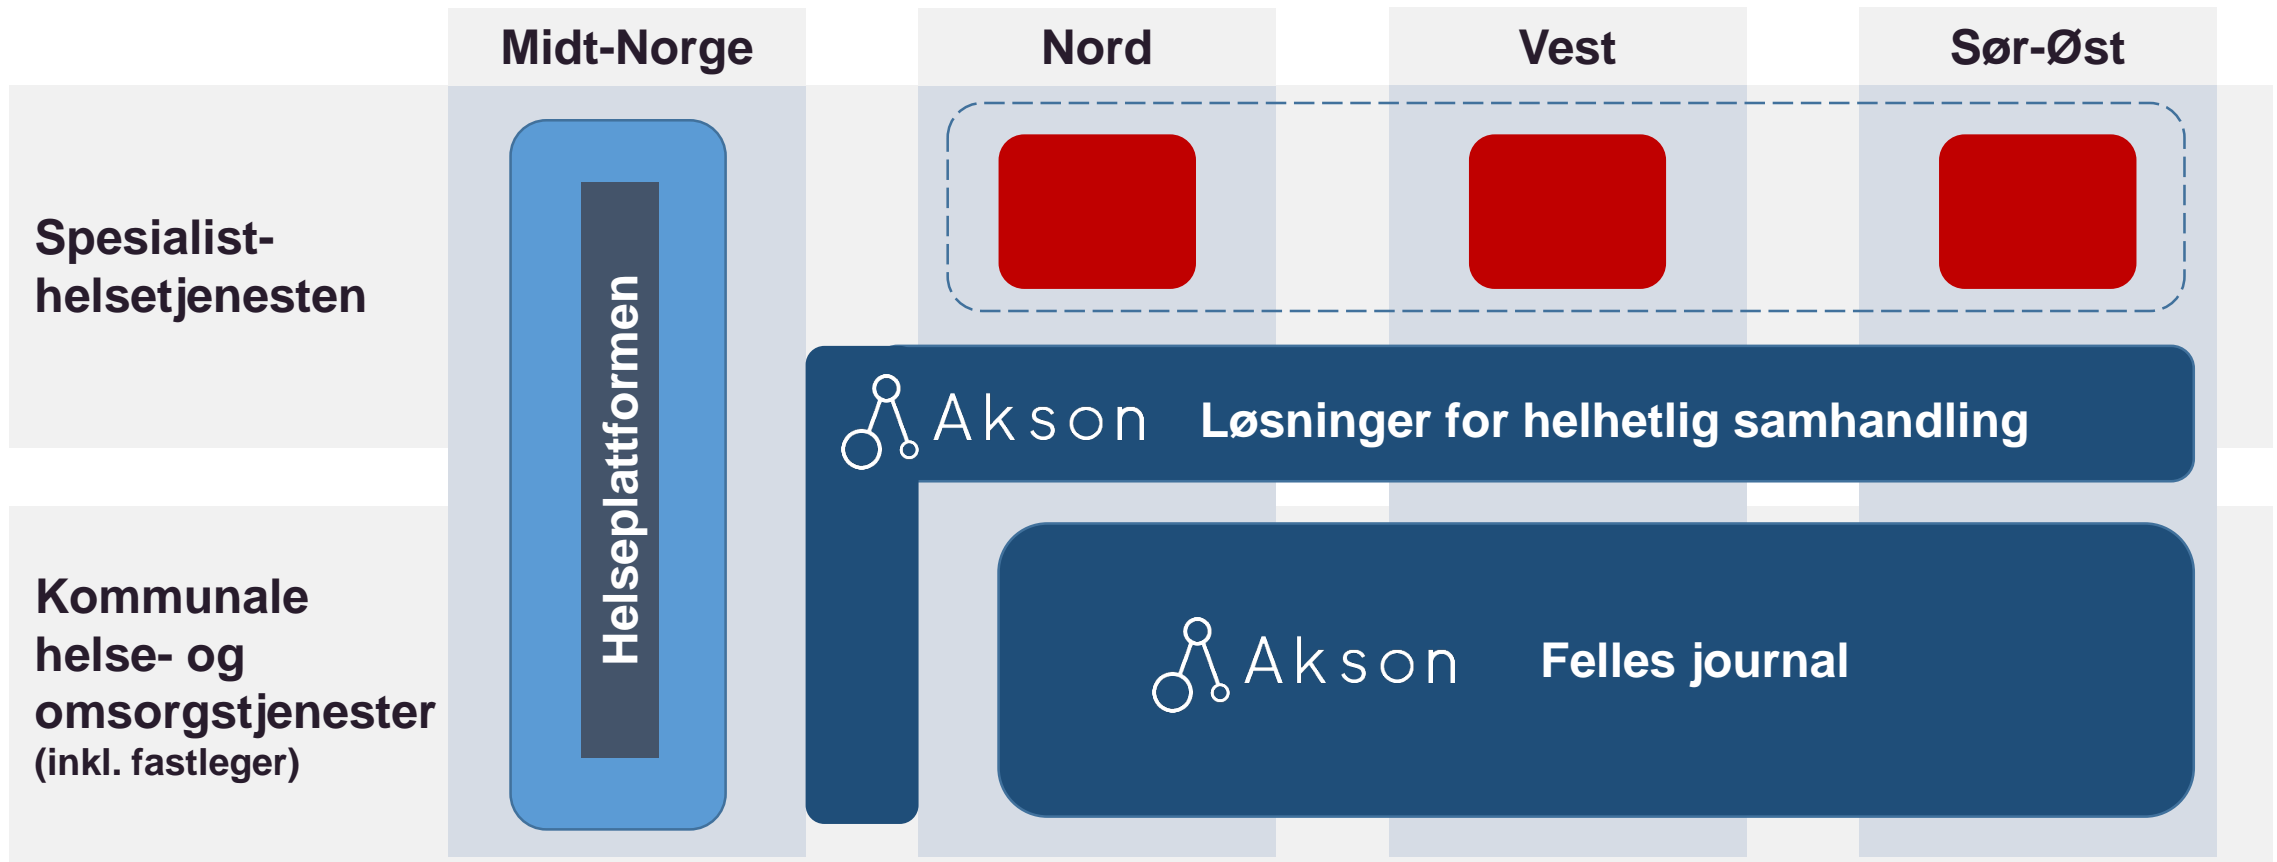 Midt-Norge
Nord
Vest
Sør-Øst
Spesialist-
helsetjenesten
Helseplattformen
Akson Løsninger for helhetlig samhandling
Kommunale
helse- og
omsorgstjenester
(inkl. fastleger)
Akson Felles journal